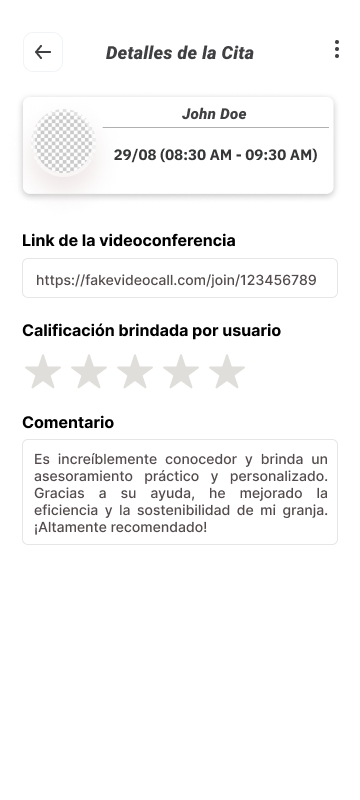 Detalles de la Cita
John Doe
29/08 (08:30 AM - 09:30 AM)
Link de la videoconferencia
https://fakevideocall.com/join/123456789
Calificación brindada por usuario
Comentario
Es increíblemente conocedor y brinda un
asesoramiento práctico y personalizado.
Gracias a su ayuda, he mejorado la
eficiencia y la sostenibilidad de mi granja.
¡Altamente recomendado!